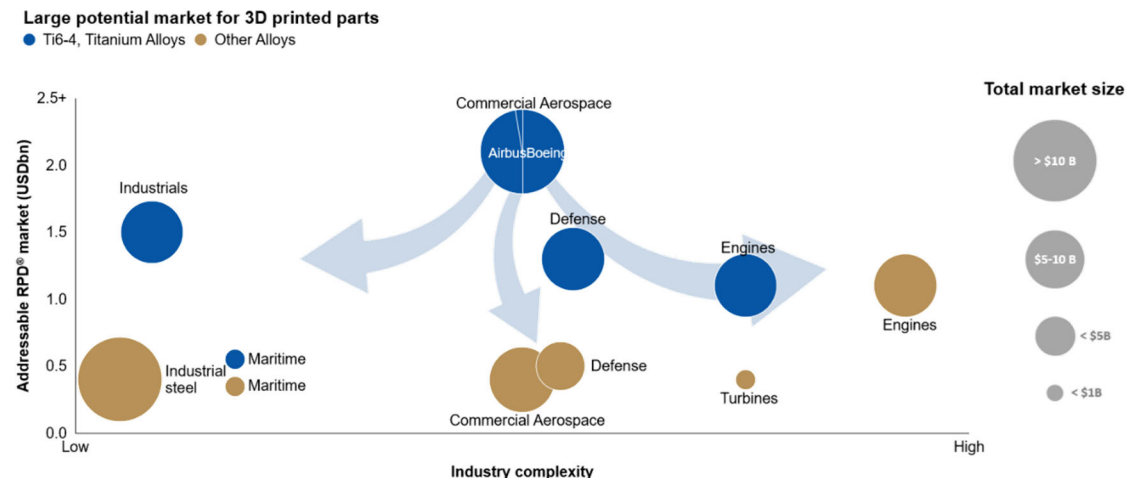 Large potential market for 3D printed parts
Ti6-4, Titanium Alloys Other Alloys
Total market size
Addressable RPD® market (USDbn)
2.5+
2.0
1.5
1.0
0.5
0.0
Commercial Aerospace
AirbusBoeing
Industrials
Defense
Engines
Engines
Industrial
steel
Maritime
Maritime
Defense
Commercial Aerospace
Turbines
Low
High
Industry complexity
> $10 B
$5-10 B
< $5B
< $1B